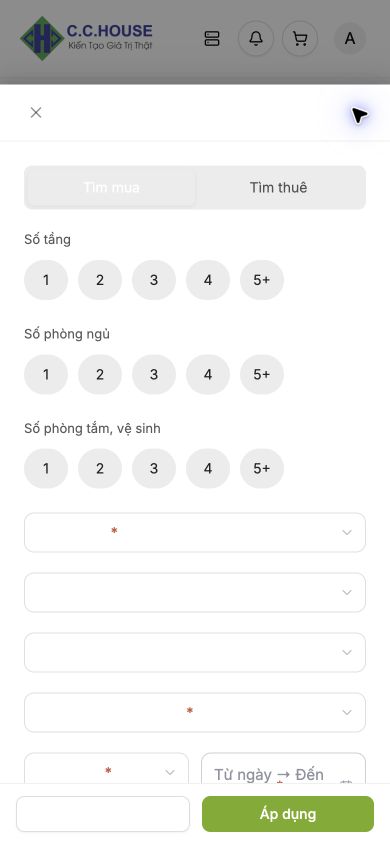 C.C.HOUSE
Kiến Tạo Giá Trị Thật
A
Tìm mua
Tìm thuê
Số tầng
1 2 3 4 5+
Số phòng ngủ
1 2 3 4 5+
Số phòng tắm, vệ sinh
1 2 3 4 5+
*
*
* Từ ngày → Đến
*
Áp dụng